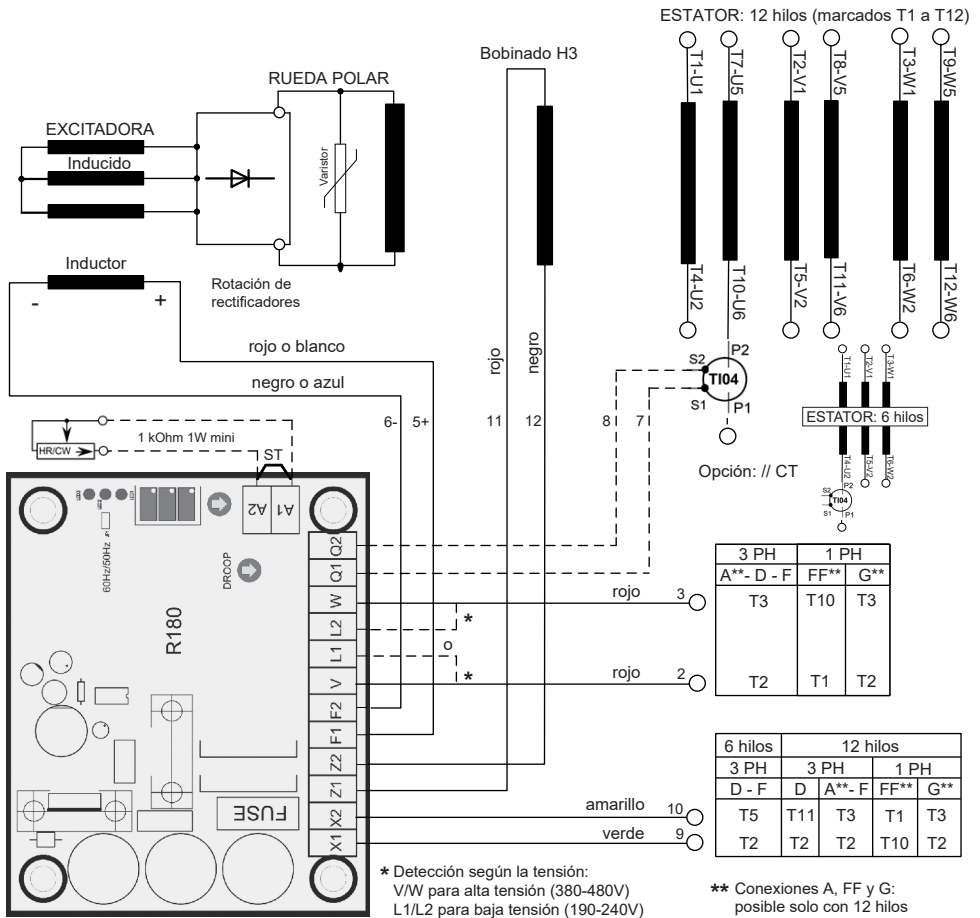 ESTATOR: 12 hilos (marcados T1 a T12)
Bobinado H3
RUEDA POLAR
EXCITADORA
Inducido
Varistor
T1-U1
T7-U5
T2-V1
T8-V5
T3-W1
T9-W5
T4-U2
T10-U6
T5-V2
T11-V6
T6-W2
T12-W6
Inductor
-
+
Rotación de
rectificadores
rojo o blanco
negro o azul
rojo
negro
6-
5+
11
12
8
7
S2
P2
TI04
S1
P1
Opción: // CT
T1-U1
T2-V1
T3-W1
ESTATOR: 6 hilos
T4-U2
T5-V2
T6-W2
S2
P2
TI04
S1
P1
HR/CW
1 kOhm 1W mini
ST
A2
A1
60Hz/50Hz
DROOP
R180
FUSE
Q2
Q1
W
L2
L1
V
F2
F1
Z2
Z1
X2
X1
*
o
*
rojo 3
rojo 2
amarillo 10
verde 9
3 PH 1 PH
A**- D - F FF** G**
T3 T10 T3
T2 T1 T2
6 hilos 12 hilos
3 PH 3 PH 1 PH
D - F D A**- F FF** G**
T5 T11 T3 T1 T3
T2 T2 T2 T10 T2
* Detección según la tensión:
V/W para alta tensión (380-480V)
L1/L2 para baja tensión (190-240V)
** Conexiones A, FF y G:
posible solo con 12 hilos